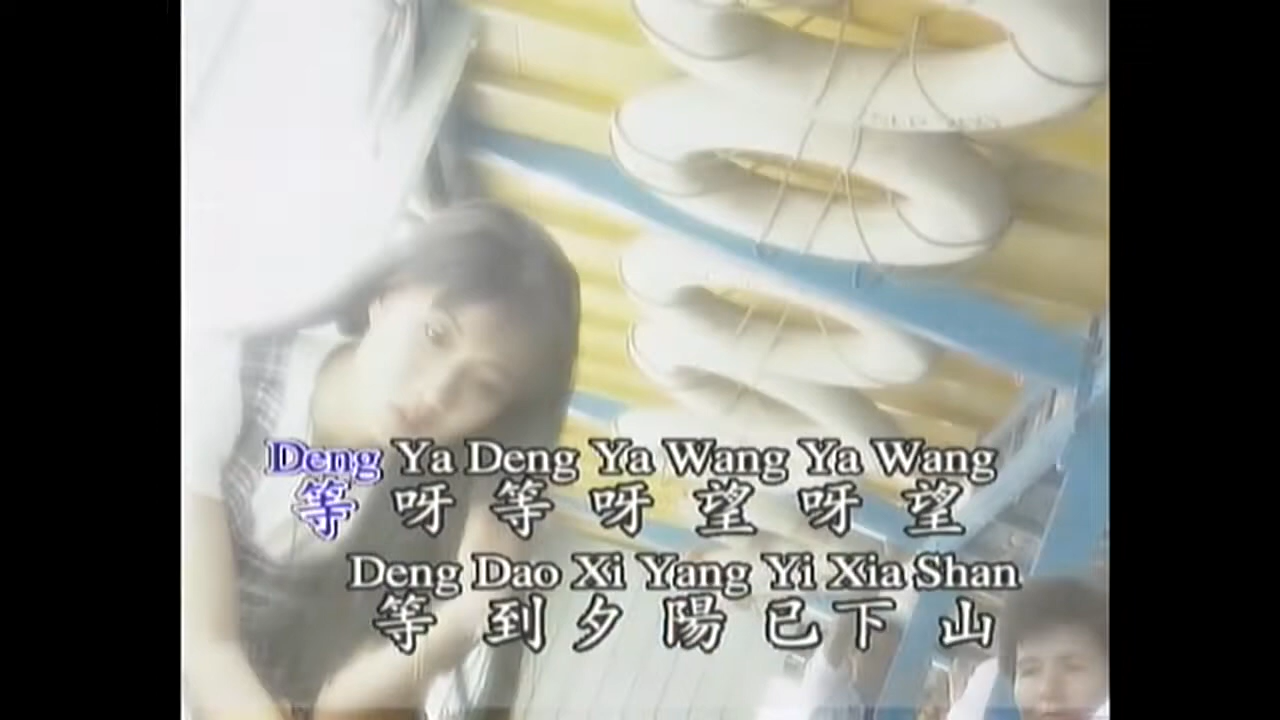 Deng Ya Deng Ya Wang Ya Wang
等 呀 等 呀 望 呀 望
Deng Dao Xi Yang Yi Xia Shan
等 到 夕 陽 已 下 山